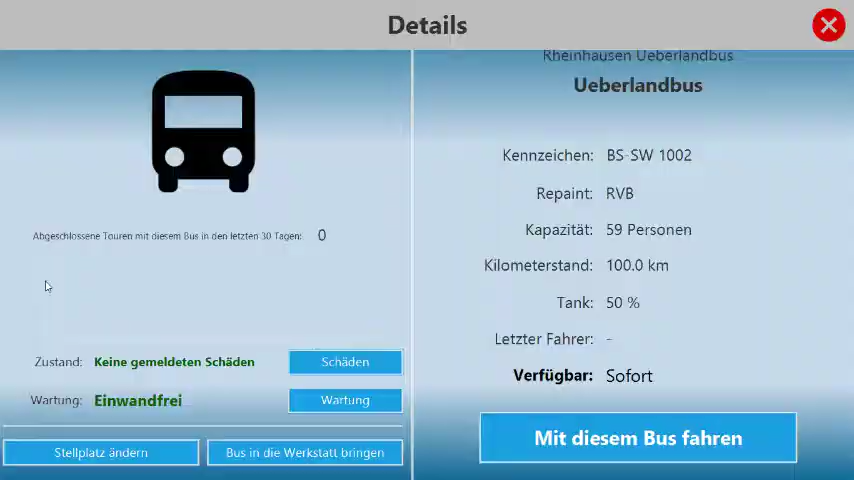 Details
Abgeschlossene Touren mit diesem Bus in den letzten 30 Tagen: 0
Zustand: Keine gemeldeten Schäden
Schäden
Wartung: Einwandfrei
Wartung
Stellplatz ändern
Bus in die Werkstatt bringen
Rheinhausen Ueberlandbus
Ueberlandbus
Kennzeichen: BS-SW 1002
Repaint: RVB
Kapazität: 59 Personen
Kilometerstand: 100.0 km
Tank: 50 %
Letzter Fahrer: -
Verfügbar: Sofort
Mit diesem Bus fahren